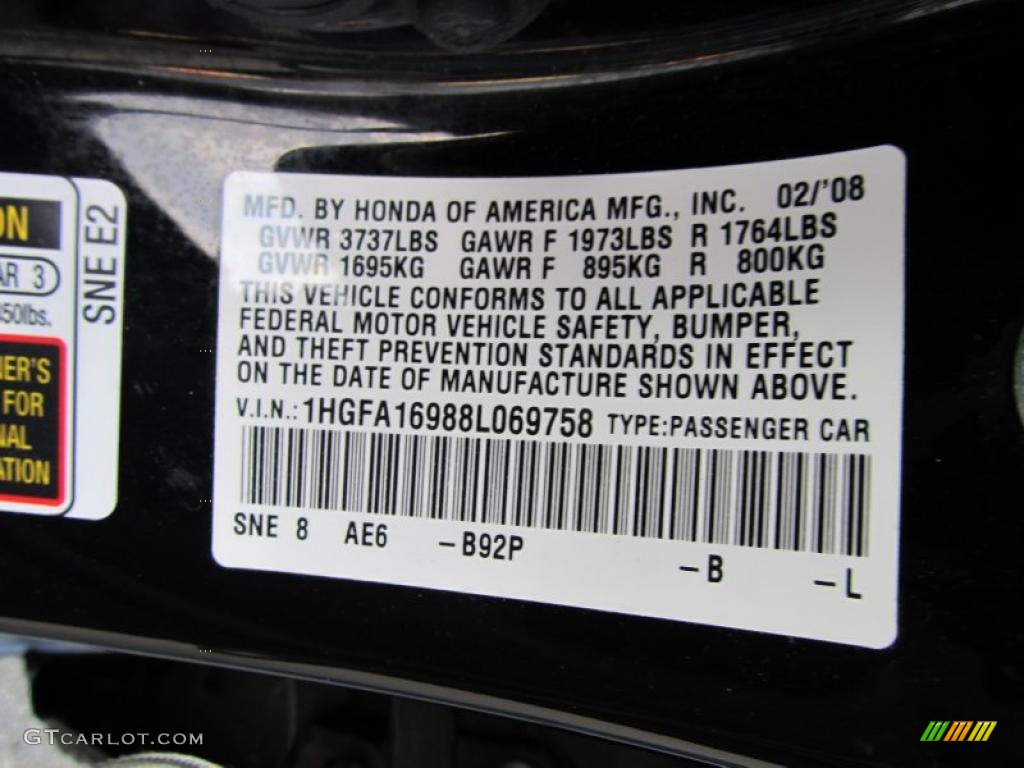 ON
AR 3
350lbs.
ER'S
FOR
NAL
ATION
SNE E2
MFD. BY HONDA OF AMERICA MFG., INC. 02/'08
GVWR 3737LBS GAWR F 1973LBS R 1764LBS
GVWR 1695KG GAWR F 895KG R 800KG
THIS VEHICLE CONFORMS TO ALL APPLICABLE
FEDERAL MOTOR VEHICLE SAFETY, BUMPER,
AND THEFT PREVENTION STANDARDS IN EFFECT
ON THE DATE OF MANUFACTURE SHOWN ABOVE.
V.I.N.: 1HGFA16988L069758 TYPE:PASSENGER CAR
SNE 8 AE6 –B92P –B –L
GTCARLOT.COM